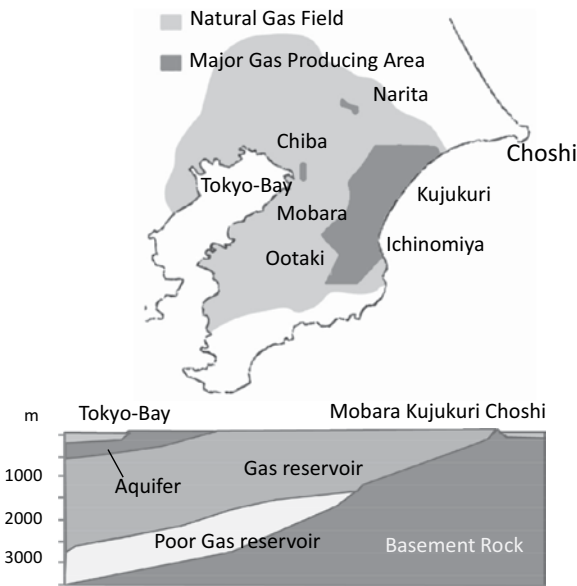 Natural Gas Field
Major Gas Producing Area
Narita
Chiba
Choshi
Tokyo-Bay
Kujukuri
Mobara
Ichinomiya
Ootaki
m
Tokyo-Bay
Mobara Kujukuri Choshi
Gas reservoir
1000
Aquifer
2000
Poor Gas reservoir
Basement Rock
3000